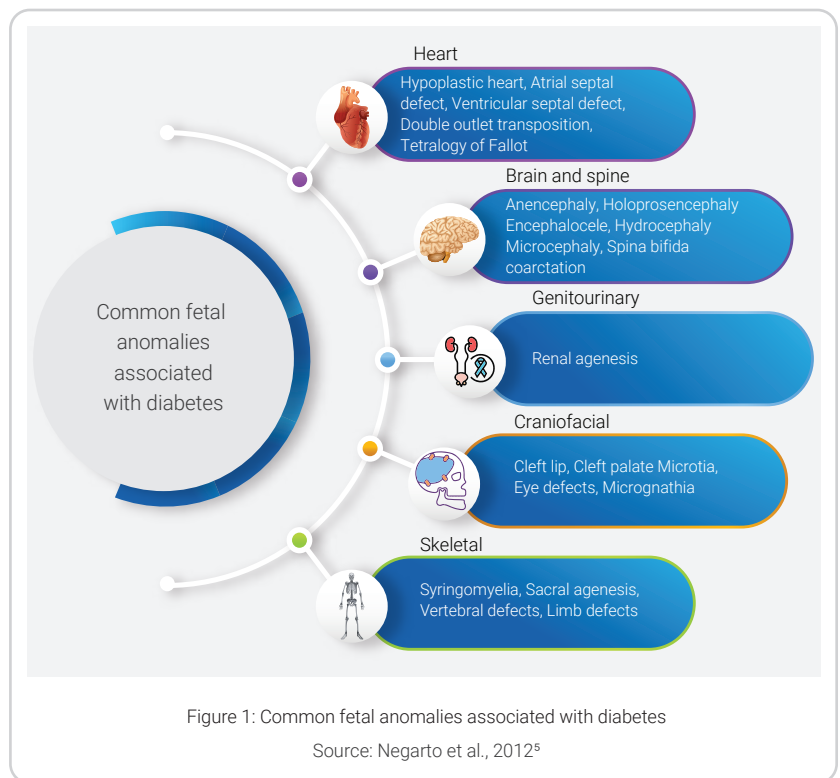 Heart
Hypoplastic heart, Atrial septal
defect, Ventricular septal defect,
Double outlet transposition,
Tetralogy of Fallot
Brain and spine
Anencephaly, Holoprosencephaly
Encephalocele, Hydrocephaly
Microcephaly, Spina bifida
coarctation
Common fetal
anomalies
associated
with diabetes
Genitourinary
Renal agenesis
Craniofacial
Cleft lip, Cleft palate Microtia,
Eye defects, Micrognathia
Skeletal
Syringomyelia, Sacral agenesis,
Vertebral defects, Limb defects
Figure 1: Common fetal anomalies associated with diabetes
Source: Negarto et al., 2012⁵